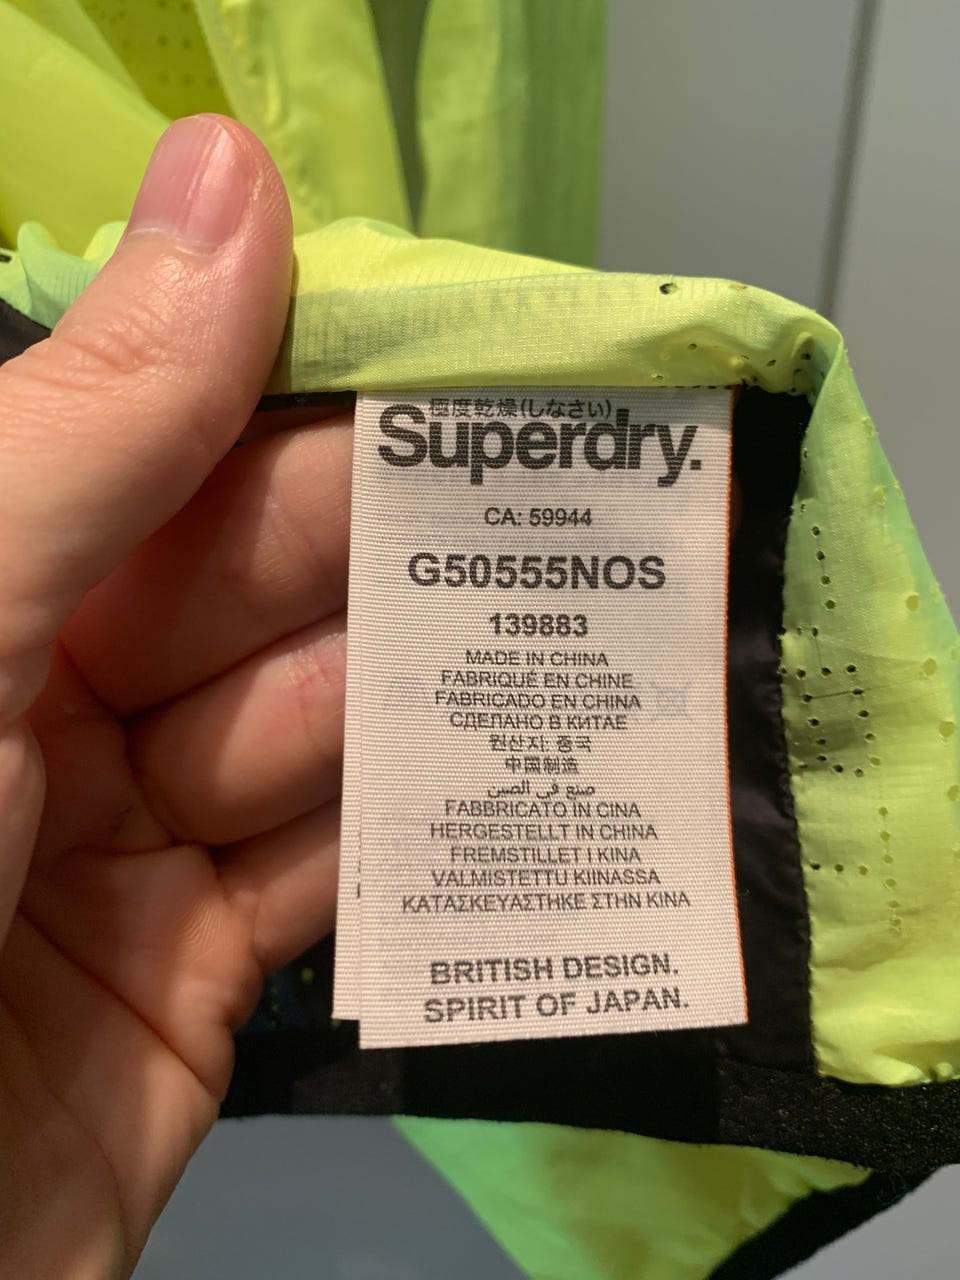 極度乾燥(しなさい)
Superdry.
CA: 59944
G50555NOS
139883
MADE IN CHINA
FABRIQUÉ EN CHINE
FABRICADO EN CHINA
СДЕЛАНО В КИТАЕ
원산지: 중국
中国制造
صنع في الصين
FABBRICATO IN CINA
HERGESTELLT IN CHINA
FREMSTILLET I KINA
VALMISTETTU KIINASSA
ΚΑΤΑΣΚΕΥΑΣΤΗΚΕ ΣΤΗΝ ΚΙΝΑ
BRITISH DESIGN.
SPIRIT OF JAPAN.